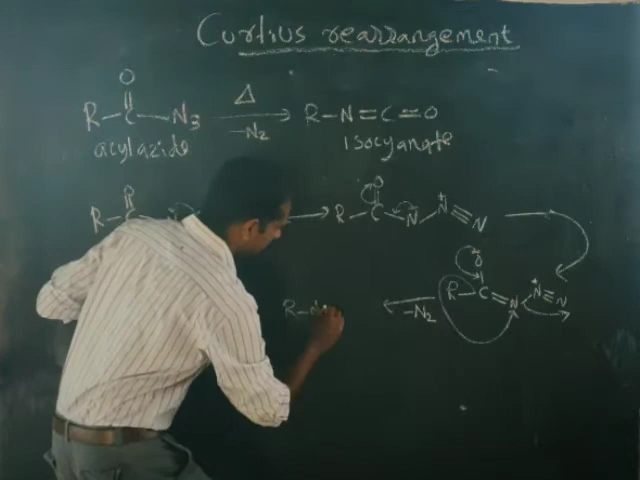 Curtius rearrangement
O
R-C-N3 Δ -N2 → R-N=C=O
acylazide isocyanate
R-C → R-C-N-N≡N →
R-C=N-N≡N
← -N2
R-